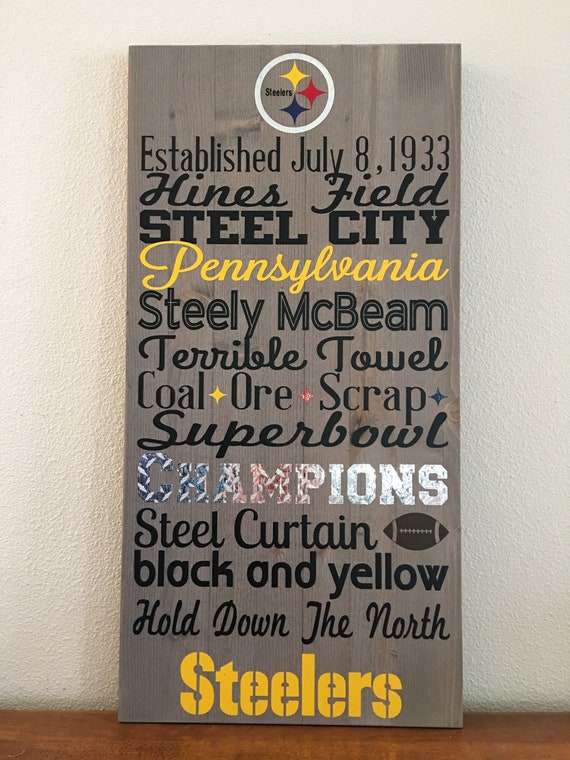 Steelers
Established July 8, 1933
Hines Field
STEEL CITY
Pennsylvania
Steely McBeam
Terrible Towel
Coal Ore Scrap
Superbowl
CHAMPIONS
Steel Curtain
black and yellow
Hold Down The North
Steelers